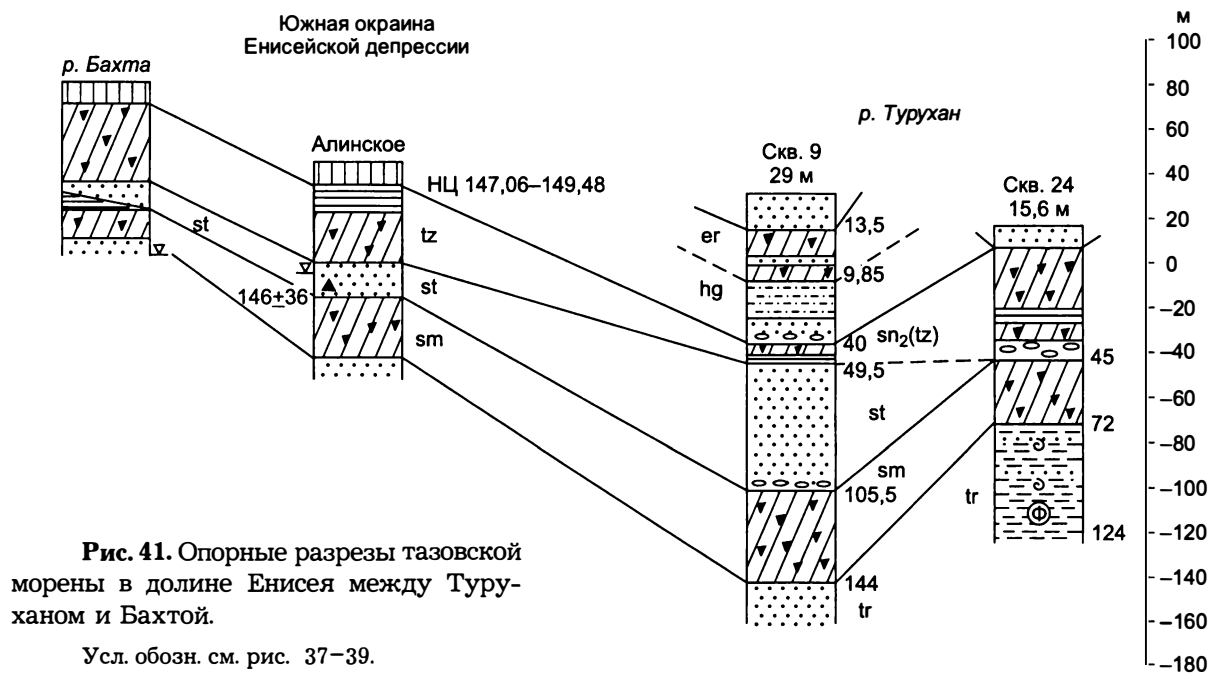 Южная окраина
Енисейской депрессии
р. Бахта
Алинское
НЦ 147,06–149,48
р. Турухан
Скв. 9
29 м
Скв. 24
15,6 м
st
tz
st
146±36
sm
er
hg
13,5
9,85
40
49,5
sn₂(tz)
st
sm
105,5
144
tr
tr
45
72
124
м
100
80
60
40
20
0
–20
–40
–60
–80
–100
–120
–140
–160
–180
Ф
Рис. 41. Опорные разрезы тазовской
морены в долине Енисея между Туру-
ханом и Бахтой.
Усл. обозн. см. рис. 37–39.